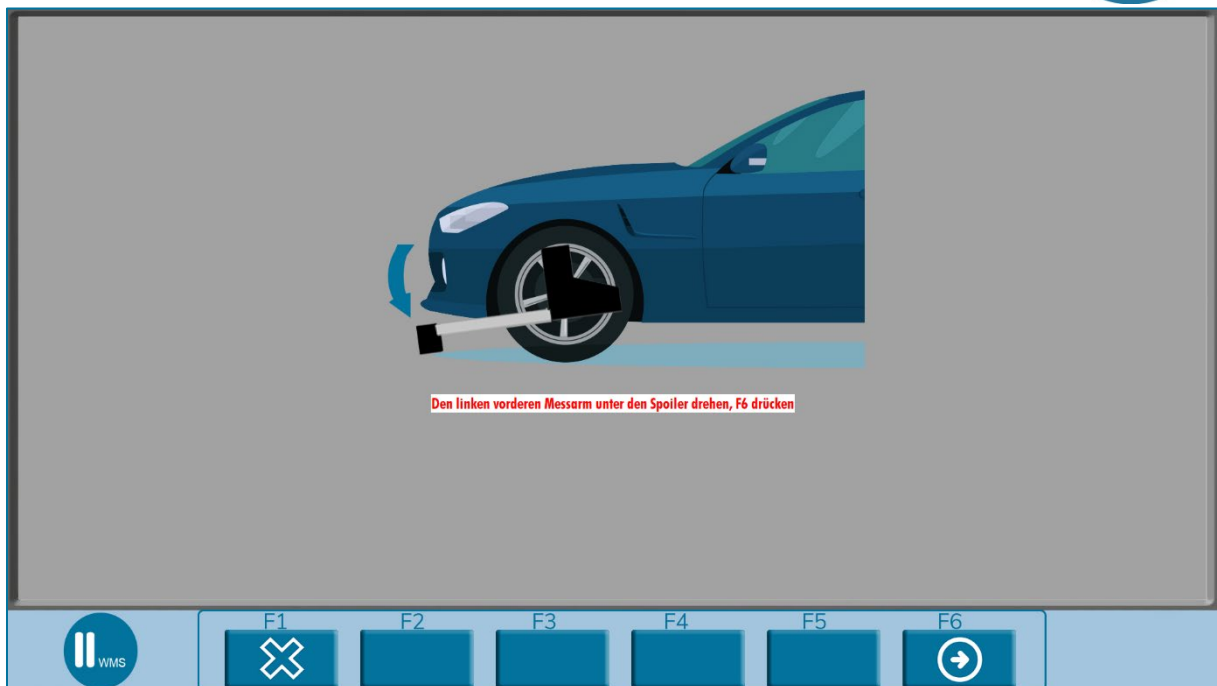 Den linken vorderen Messarm unter den Spoiler drehen, F6 drücken
WMS
F1
F2
F3
F4
F5
F6